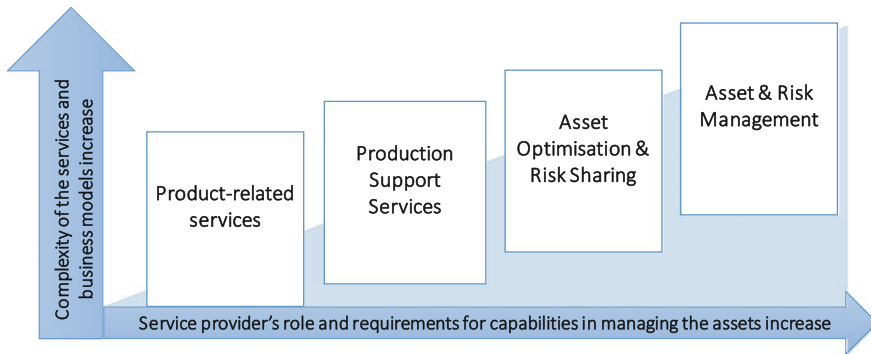 Complexity of the services and
business models increase
Product-related
services
Production
Support
Services
Asset
Optimisation &
Risk Sharing
Asset & Risk
Management
Service provider's role and requirements for capabilities in managing the assets increase